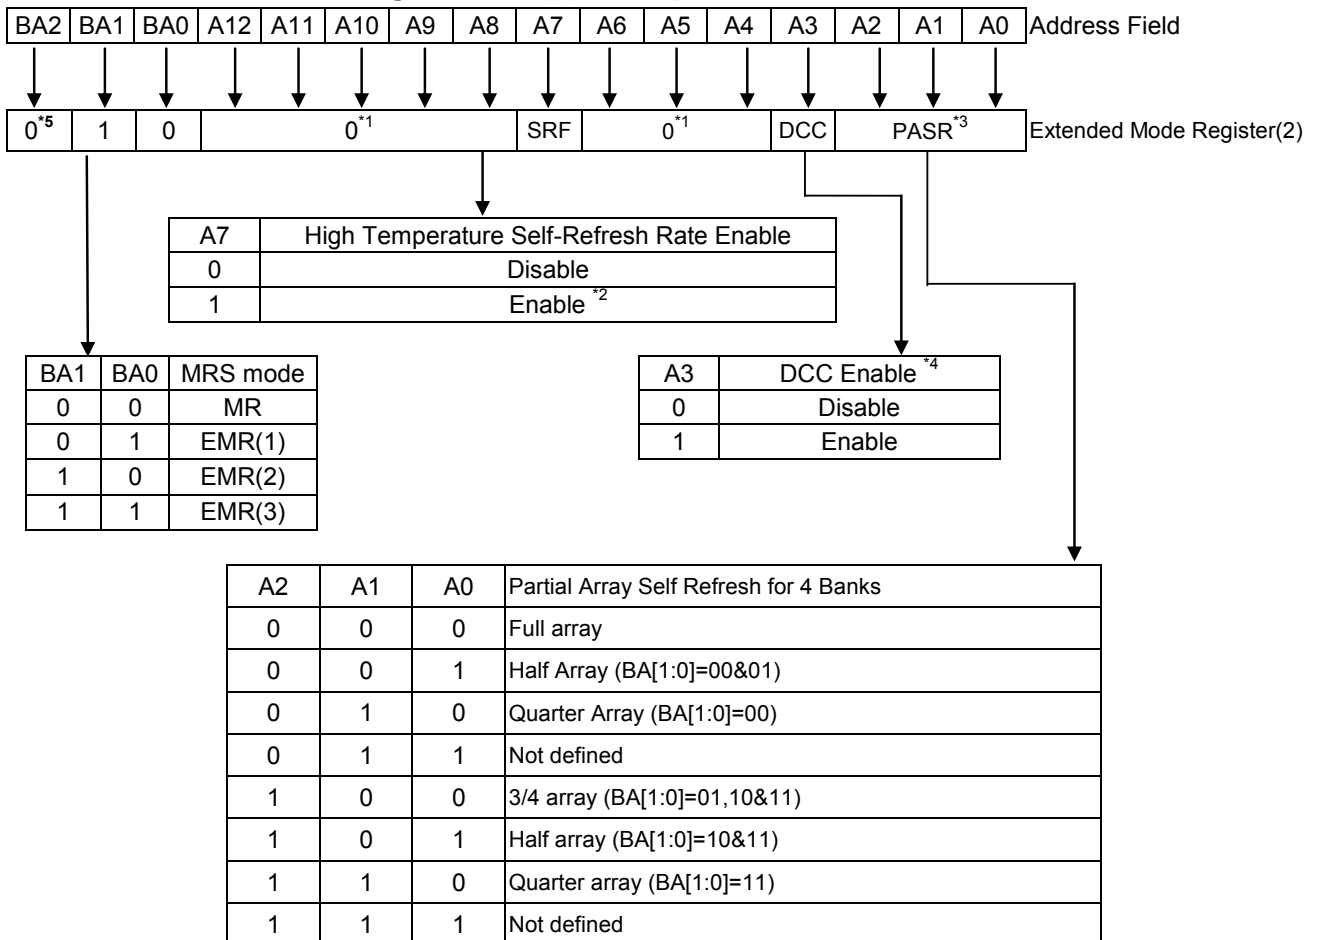 BA2 BA1 BA0 A12 A11 A10 A9 A8 A7 A6 A5 A4 A3 A2 A1 A0 Address Field
0*5 1 0 0*1 SRF 0*1 DCC PASR*3 Extended Mode Register(2)
A7 High Temperature Self-Refresh Rate Enable
0 Disable
1 Enable *2
BA1 BA0 MRS mode
0 0 MR
0 1 EMR(1)
1 0 EMR(2)
1 1 EMR(3)
A3 DCC Enable *4
0 Disable
1 Enable
A2 A1 A0 Partial Array Self Refresh for 4 Banks
0 0 0 Full array
0 0 1 Half Array (BA[1:0]=00&01)
0 1 0 Quarter Array (BA[1:0]=00)
0 1 1 Not defined
1 0 0 3/4 array (BA[1:0]=01,10&11)
1 0 1 Half array (BA[1:0]=10&11)
1 1 0 Quarter array (BA[1:0]=11)
1 1 1 Not defined